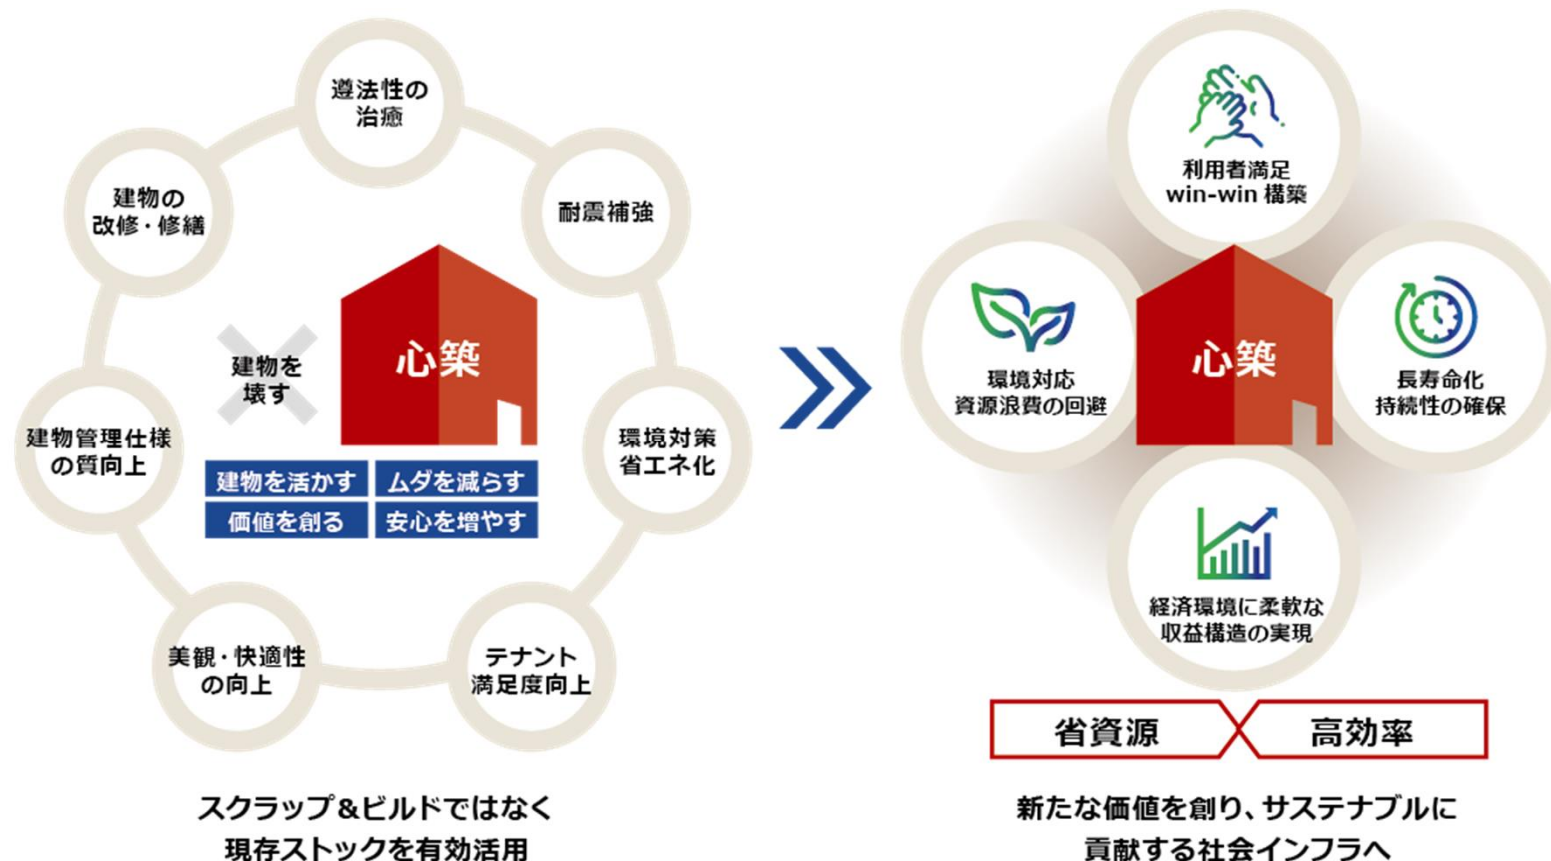 遵法性の
治癒
建物の
改修・修繕
耐震補強
建物を
壊す
心築
建物管理仕様
の質向上
環境対策
省エネ化
建物を活かす
ムダを減らす
価値を創る
安心を増やす
美観・快適性
の向上
テナント
満足度向上
スクラップ&ビルドではなく
現存ストックを有効活用
利用者満足
win-win 構築
環境対応
資源浪費の回避
心築
長寿命化
持続性の確保
経済環境に柔軟な
収益構造の実現
省資源
高効率
新たな価値を創り、サステナブルに
貢献する社会インフラへ